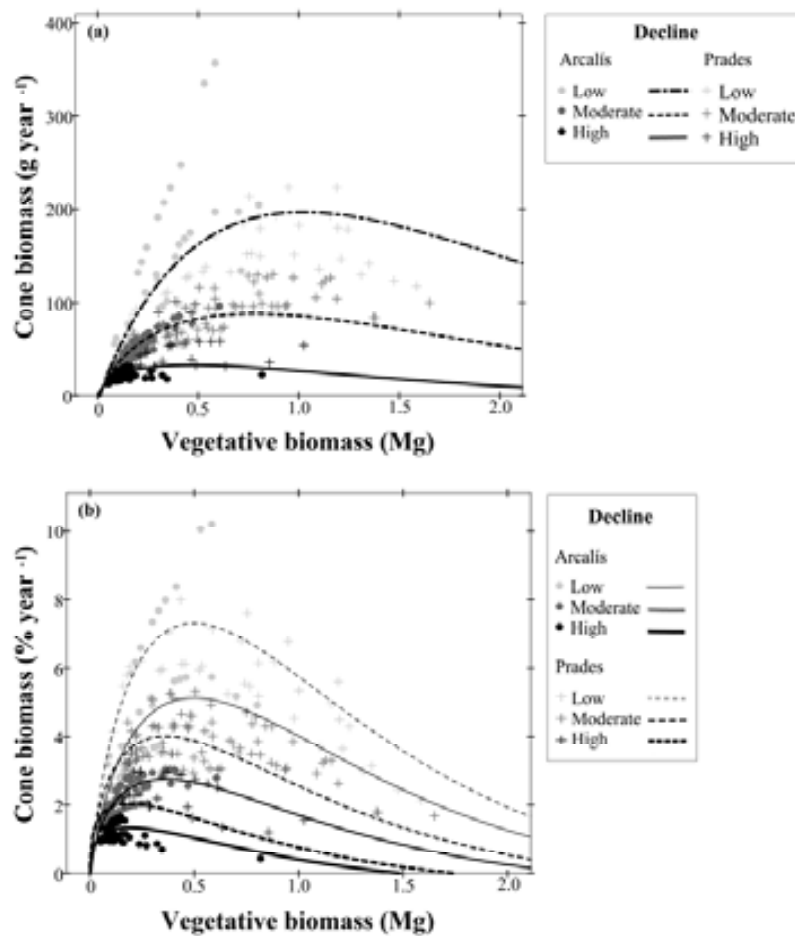 (a)
Cone biomass (g year -1)
400
300
200
100
0
0 0.5 1.0 1.5 2.0
Vegetative biomass (Mg)
Decline
Arcalís Prades
Low Low
Moderate Moderate
High High
(b)
Cone biomass (% year -1)
10
8
6
4
2
0
0 0.5 1.0 1.5 2.0
Vegetative biomass (Mg)
Decline
Arcalís
Low
Moderate
High
Prades
Low
Moderate
High